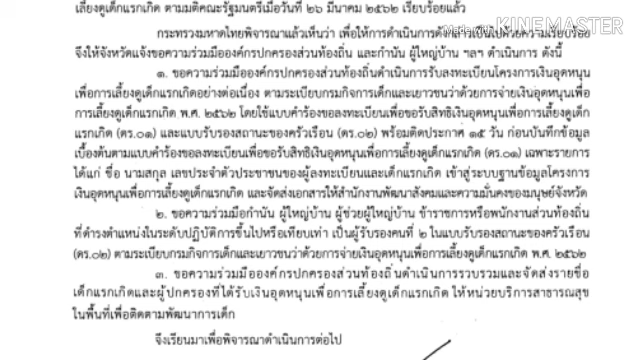 เลี้ยงดูเด็กแรกเกิด ตามมติคณะรัฐมนตรีเมื่อวันที่ ๒๖ มีนาคม ๒๕๖๒ เรียบร้อยแล้ว
Made with KINEMASTER
กระทรวงมหาดไทยพิจารณาแล้วเห็นว่า เพื่อให้การดำเนินการดังกล่าวเป็นไปด้วยความเรียบร้อย
จึงให้จังหวัดแจ้งขอความร่วมมือองค์กรปกครองส่วนท้องถิ่น และกำนัน ผู้ใหญ่บ้าน ฯลฯ ดำเนินการ ดังนี้
๑. ขอความร่วมมือองค์กรปกครองส่วนท้องถิ่นดำเนินการรับลงทะเบียนโครงการเงินอุดหนุน
เพื่อการเลี้ยงดูเด็กแรกเกิดอย่างต่อเนื่อง ตามระเบียบกรมกิจการเด็กและเยาวชนว่าด้วยการจ่ายเงินอุดหนุนเพื่อ
การเลี้ยงดูเด็กแรกเกิด พ.ศ. ๒๕๖๒ โดยใช้แบบคำร้องขอลงทะเบียนเพื่อขอรับสิทธิเงินอุดหนุนเพื่อการเลี้ยงดูเด็ก
แรกเกิด (ดร.๐๑) และแบบรับรองสถานะของครัวเรือน (ดร.๐๒) พร้อมติดประกาศ ๑๕ วัน ก่อนบันทึกข้อมูล
เบื้องต้นตามแบบคำร้องขอลงทะเบียนเพื่อขอรับสิทธิเงินอุดหนุนเพื่อการเลี้ยงดูเด็กแรกเกิด (ดร.๐๑) เฉพาะรายการ
ได้แก่ ชื่อ นามสกุล เลขประจำตัวประชาชนของผู้ลงทะเบียนและเด็กแรกเกิด เข้าสู่ระบบฐานข้อมูลโครงการ
เงินอุดหนุนเพื่อการเลี้ยงดูเด็กแรกเกิด และจัดส่งเอกสารให้สำนักงานพัฒนาสังคมและความมั่นคงของมนุษย์จังหวัด
๒. ขอความร่วมมือกำนัน ผู้ใหญ่บ้าน ผู้ช่วยผู้ใหญ่บ้าน ข้าราชการหรือพนักงานส่วนท้องถิ่น
ที่ดำรงตำแหน่งในระดับปฏิบัติการขึ้นไปหรือเทียบเท่า เป็นผู้รับรองคนที่ ๒ ในแบบรับรองสถานะของครัวเรือน
(ดร.๐๒) ตามระเบียบกรมกิจการเด็กและเยาวชนว่าด้วยการจ่ายเงินอุดหนุนเพื่อการเลี้ยงดูเด็กแรกเกิด พ.ศ. ๒๕๖๒
๓. ขอความร่วมมือองค์กรปกครองส่วนท้องถิ่นดำเนินการรวบรวมและจัดส่งรายชื่อ
เด็กแรกเกิดและผู้ปกครองที่ได้รับเงินอุดหนุนเพื่อการเลี้ยงดูเด็กแรกเกิด ให้หน่วยบริการสาธารณสุข
ในพื้นที่เพื่อติดตามพัฒนาการเด็ก
จึงเรียนมาเพื่อพิจารณาดำเนินการต่อไป